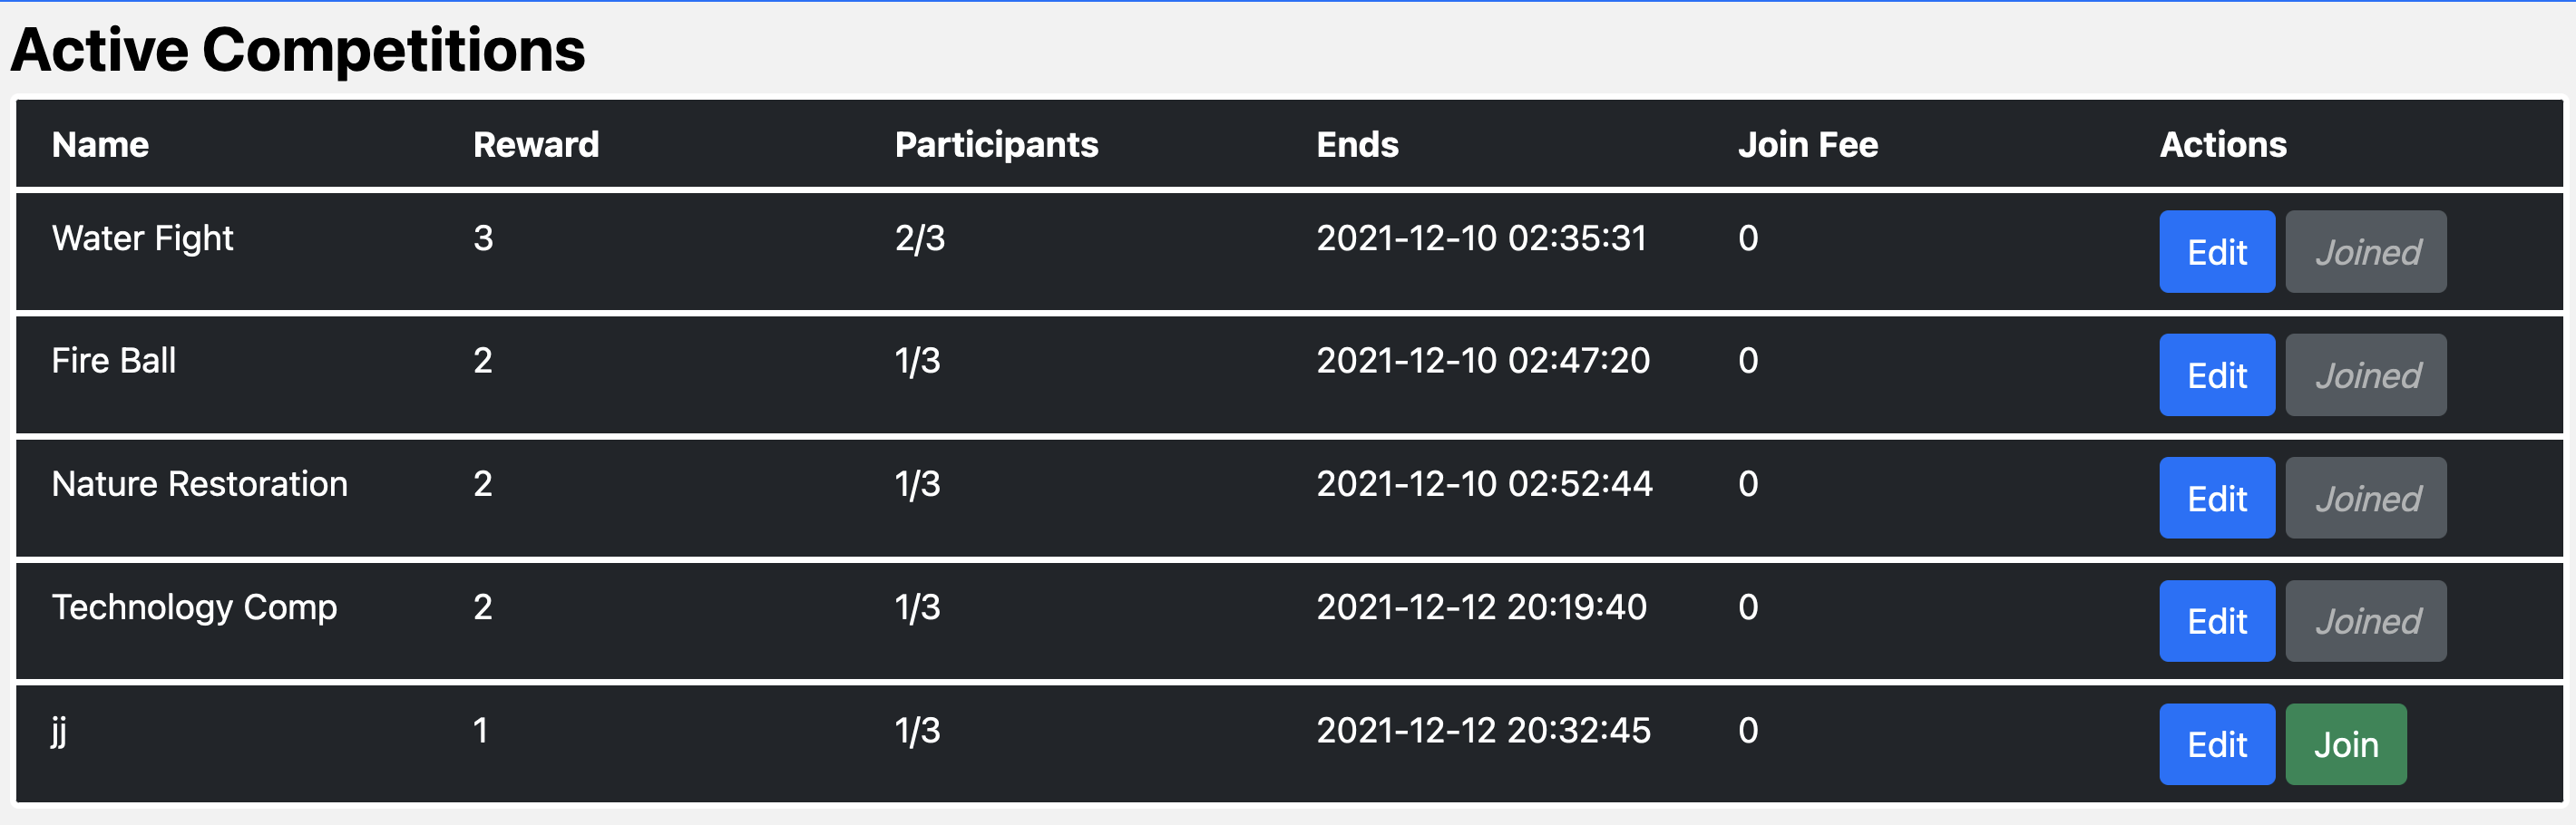 Active Competitions
Name Reward Participants Ends Join Fee Actions
Water Fight 3 2/3 2021-12-10 02:35:31 0 Edit Joined
Fire Ball 2 1/3 2021-12-10 02:47:20 0 Edit Joined
Nature Restoration 2 1/3 2021-12-10 02:52:44 0 Edit Joined
Technology Comp 2 1/3 2021-12-12 20:19:40 0 Edit Joined
jj 1 1/3 2021-12-12 20:32:45 0 Edit Join